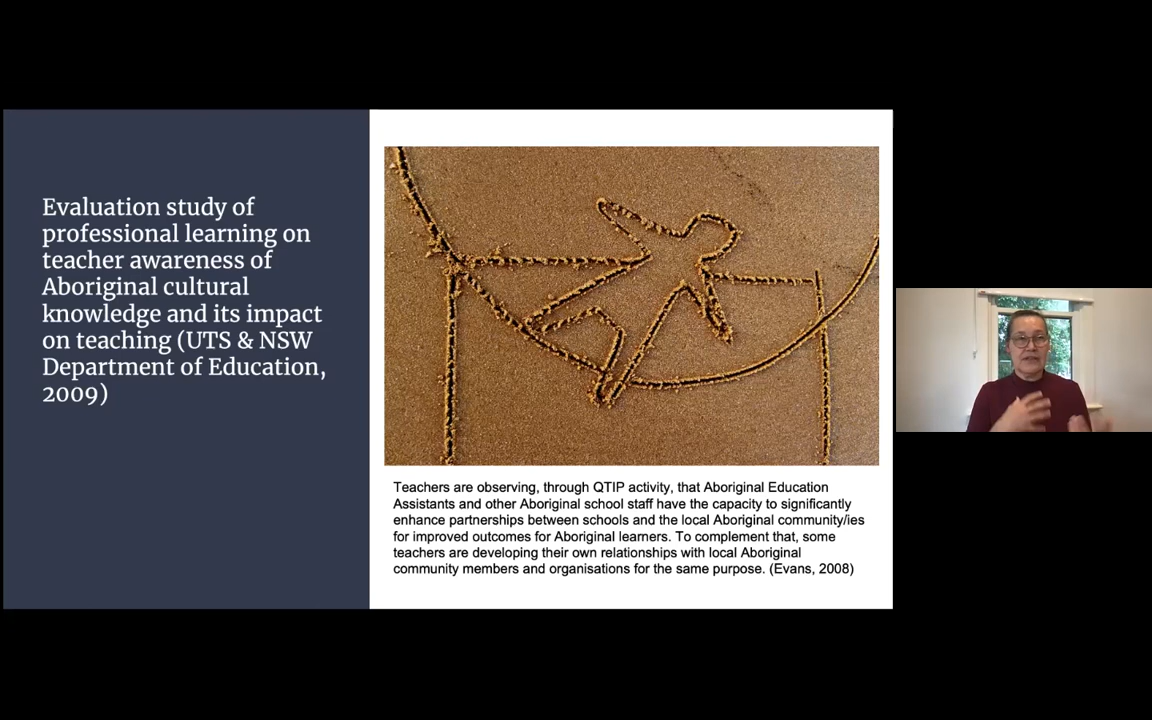 Evaluation study of
professional learning on
teacher awareness of
Aboriginal cultural
knowledge and its impact
on teaching (UTS & NSW
Department of Education,
2009)
Teachers are observing, through QTIP activity, that Aboriginal Education
Assistants and other Aboriginal school staff have the capacity to significantly
enhance partnerships between schools and the local Aboriginal community/ies
for improved outcomes for Aboriginal learners. To complement that, some
teachers are developing their own relationships with local Aboriginal
community members and organisations for the same purpose. (Evans, 2008)